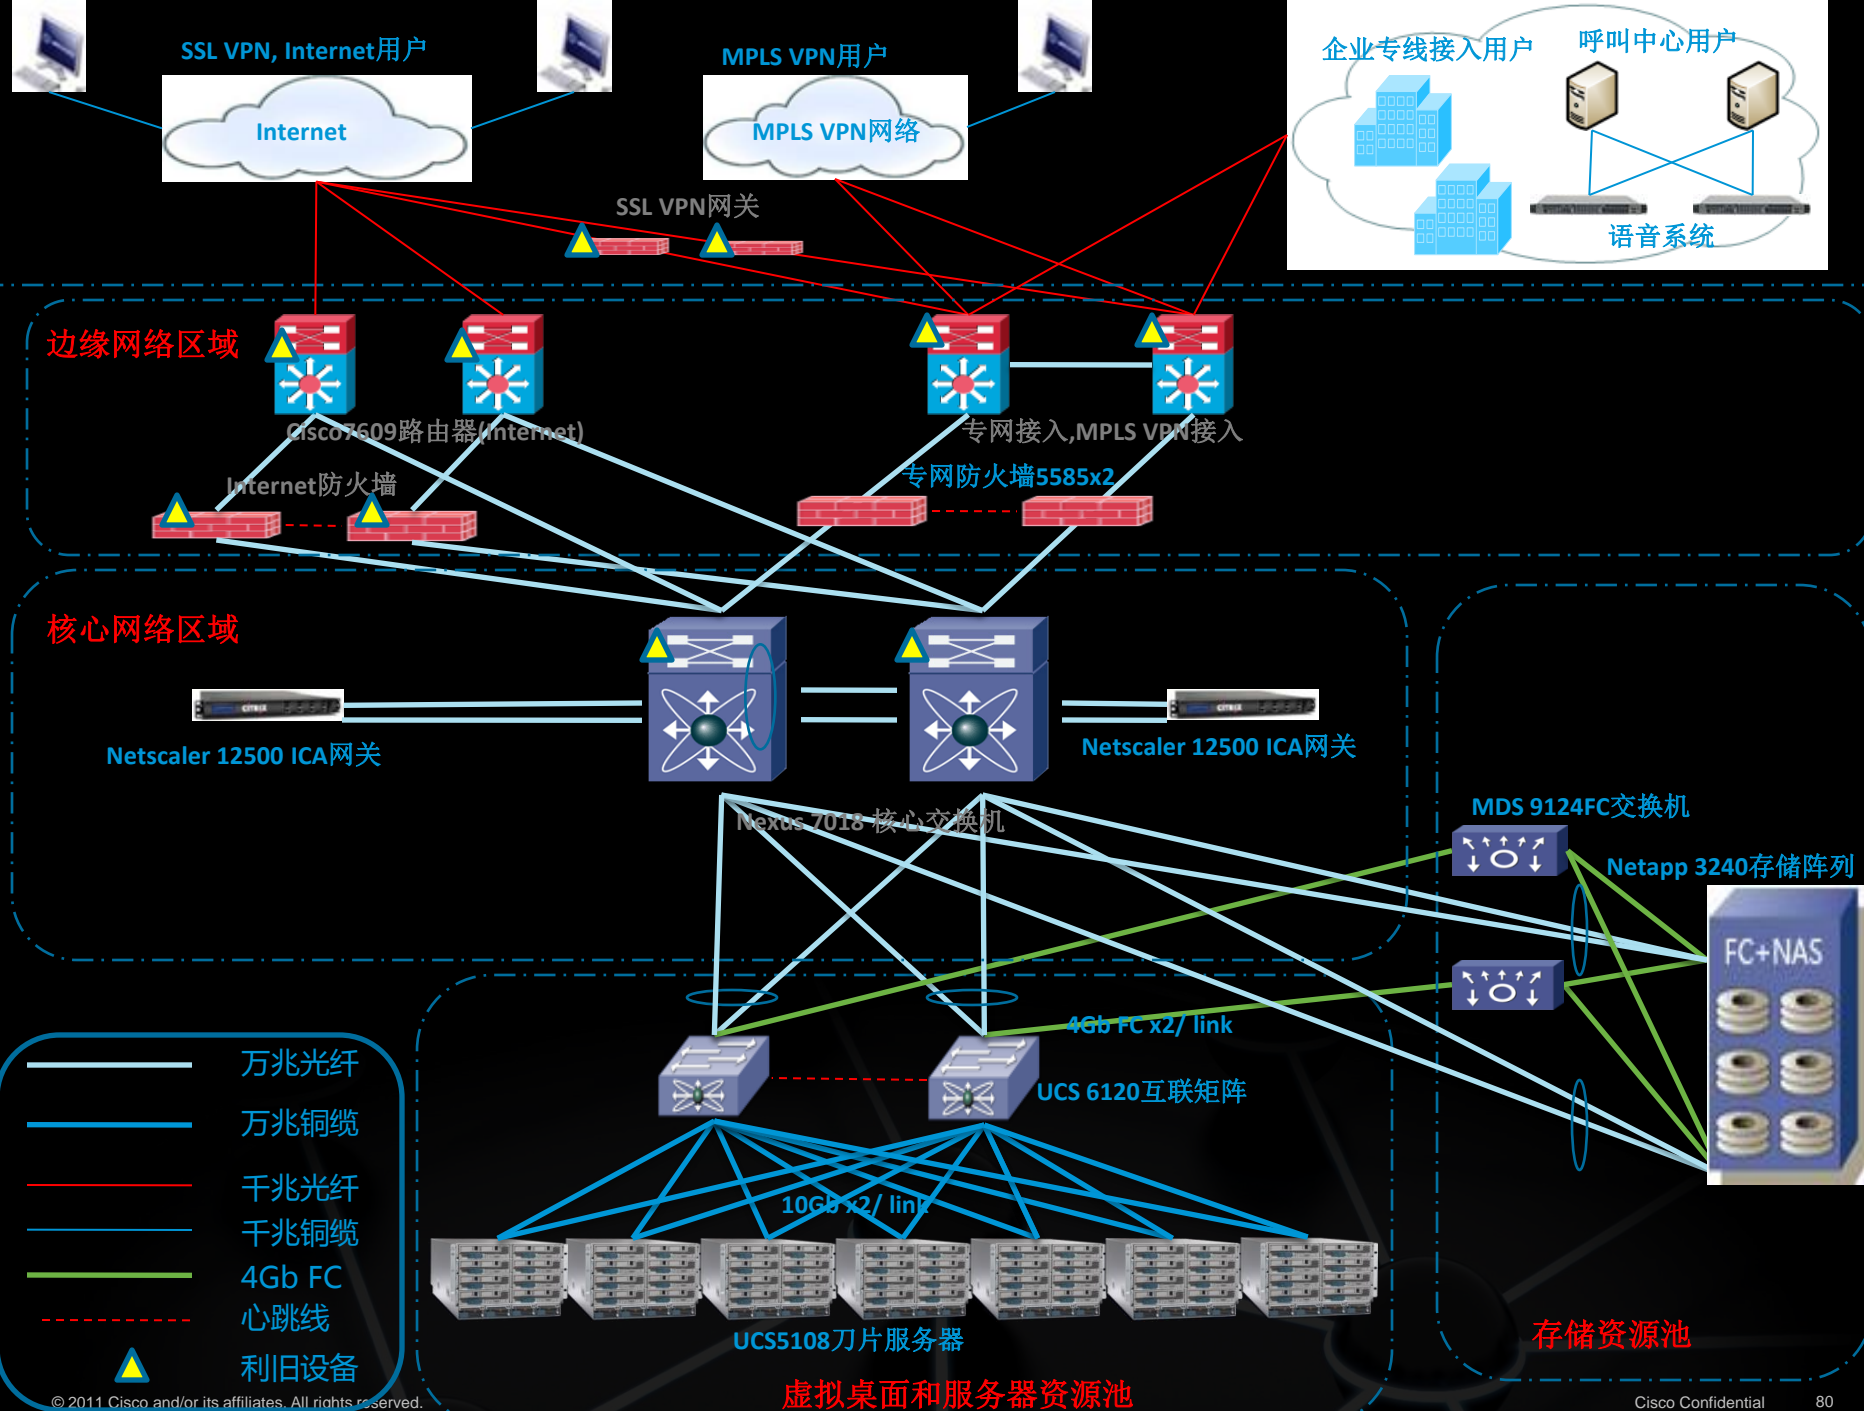 SSL VPN, Internet用户
MPLS VPN用户
企业专线接入用户
呼叫中心用户
Internet
MPLS VPN网络
SSL VPN网关
语音系统
边缘网络区域
Cisco7609路由器(Internet)
专网接入,MPLS VPN接入
Internet防火墙
专网防火墙5585x2
核心网络区域
CITRIX
CITRIX
Netscaler 12500 ICA网关
Netscaler 12500 ICA网关
Nexus 7018 核心交换机
MDS 9124FC交换机
Netapp 3240存储阵列
FC+NAS
4Gb FC x2/ link
UCS 6120互联矩阵
10Gb x2/ link
UCS5108刀片服务器
虚拟桌面和服务器资源池
存储资源池
万兆光纤
万兆铜缆
千兆光纤
千兆铜缆
4Gb FC
心跳线
利旧设备
© 2011 Cisco and/or its affiliates. All rights reserved.
Cisco Confidential
80